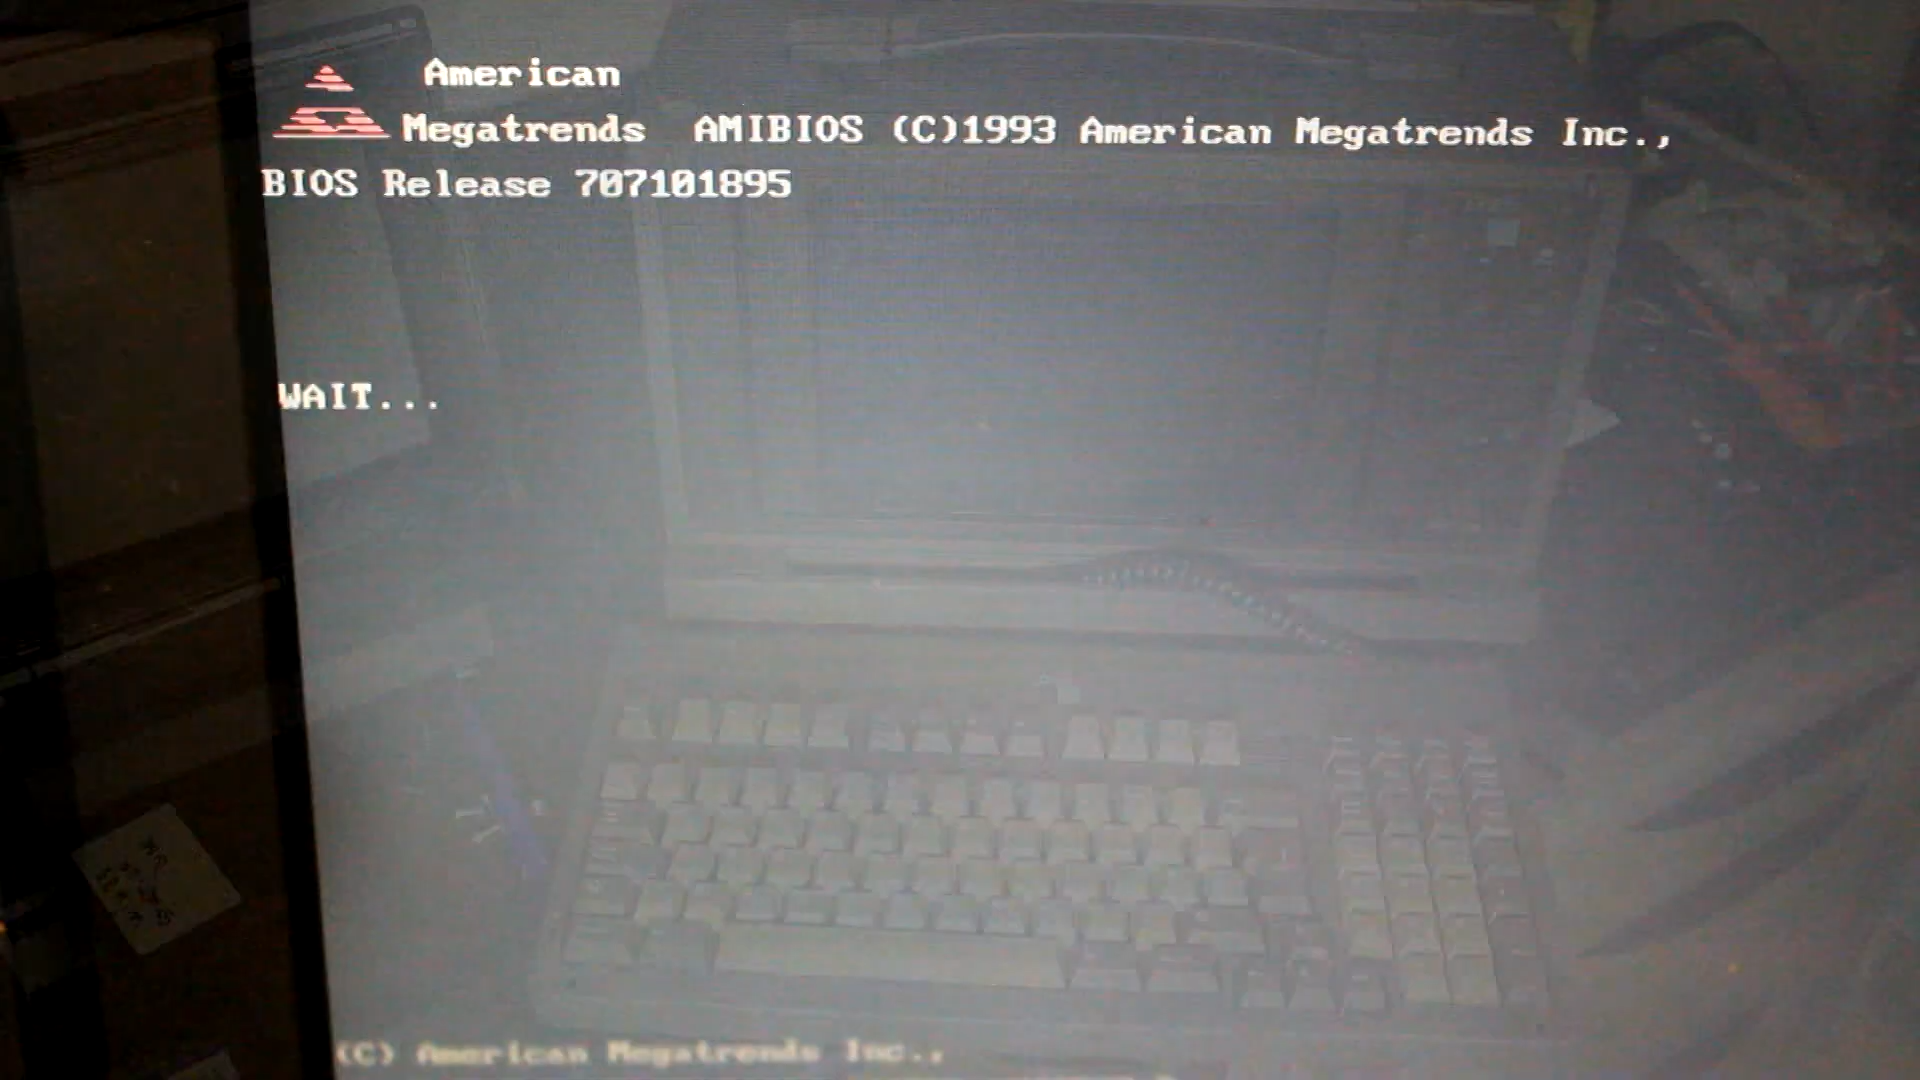 American
Megatrends AMIBIOS (C)1993 American Megatrends Inc.,
BIOS Release 707101895
WAIT...
(C) American Megatrends Inc.,